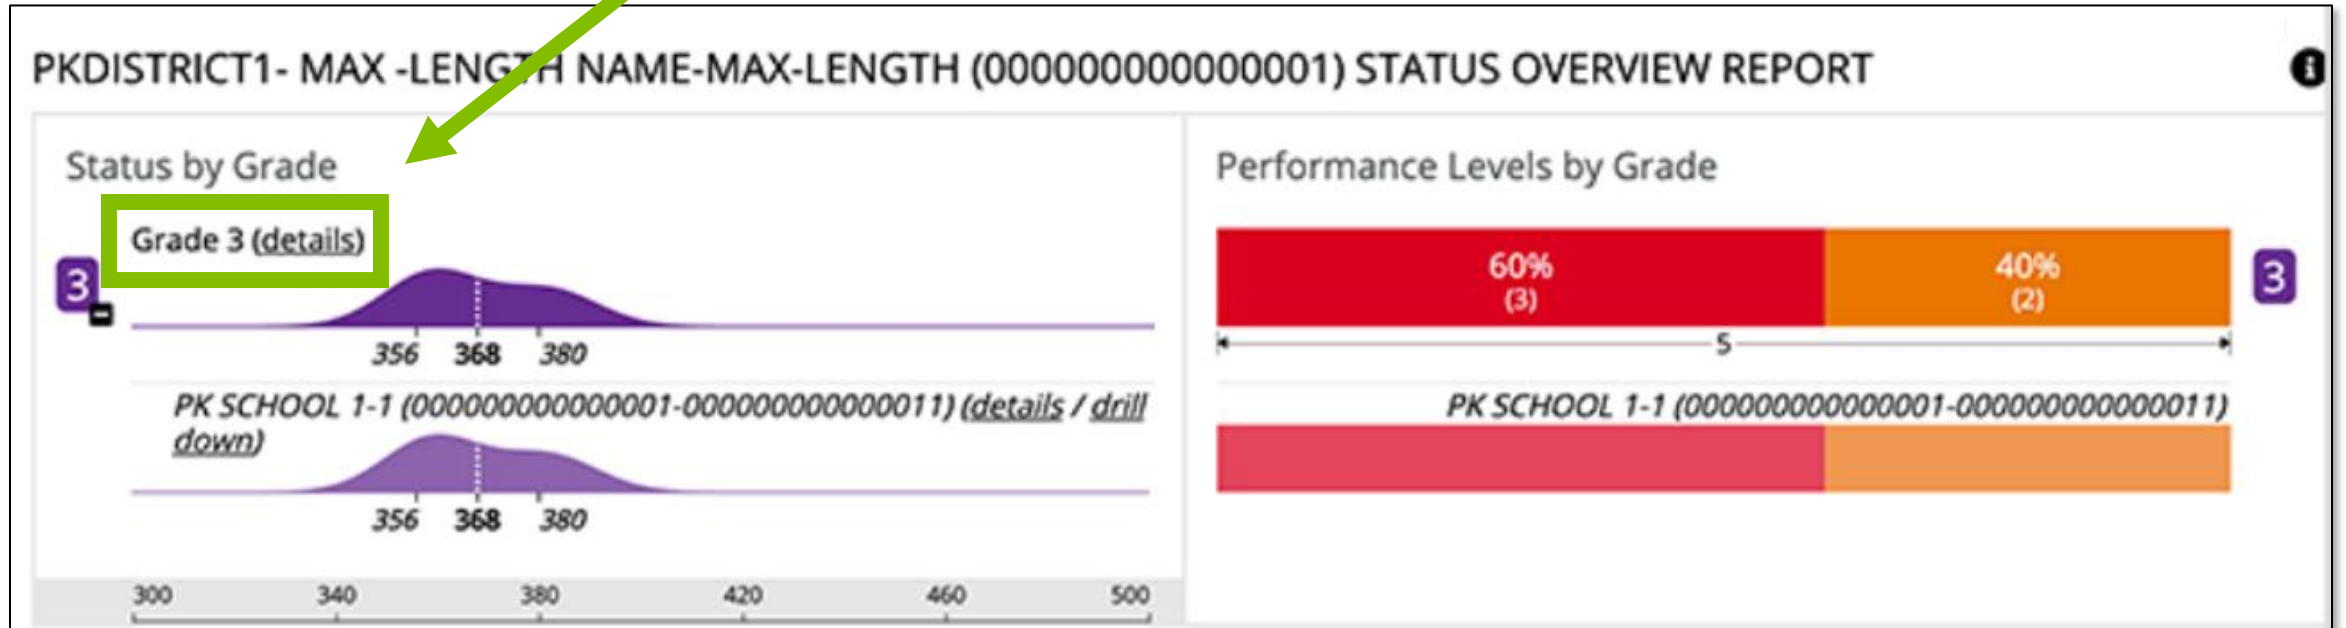 PKDISTRICT1- MAX -LENGTH NAME-MAX-LENGTH (000000000000001) STATUS OVERVIEW REPORT
i
Status by Grade
Grade 3 (details)
3
356 368 380
PK SCHOOL 1-1 (000000000000001-000000000000011) (details / drill
down)
356 368 380
300 340 380 420 460 500
Performance Levels by Grade
60% 40%
(3) (2)
3
5
PK SCHOOL 1-1 (000000000000001-000000000000011)